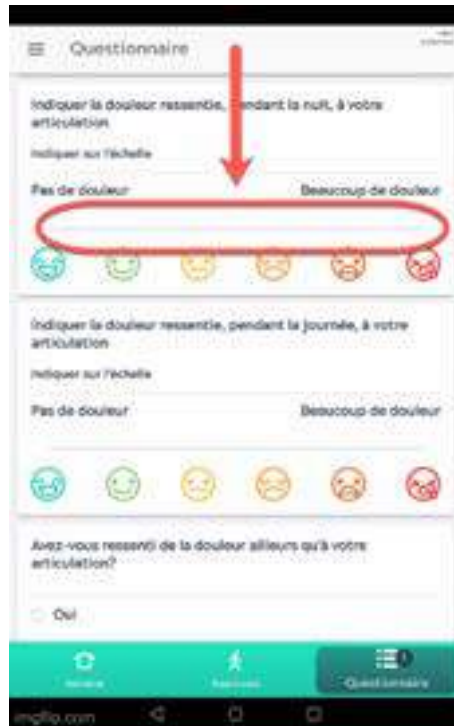 Questionnaire
Indiquer la douleur ressentie, pendant la nuit, à votre
articulation
Indiquer sur l'échelle
Pas de douleur Beaucoup de douleur
Indiquer la douleur ressentie, pendant la journée, à votre
articulation
Indiquer sur l'échelle
Pas de douleur Beaucoup de douleur
Avez-vous ressenti de la douleur ailleurs qu'à votre
articulation?
Oui
Questionnaire
imgflip.com